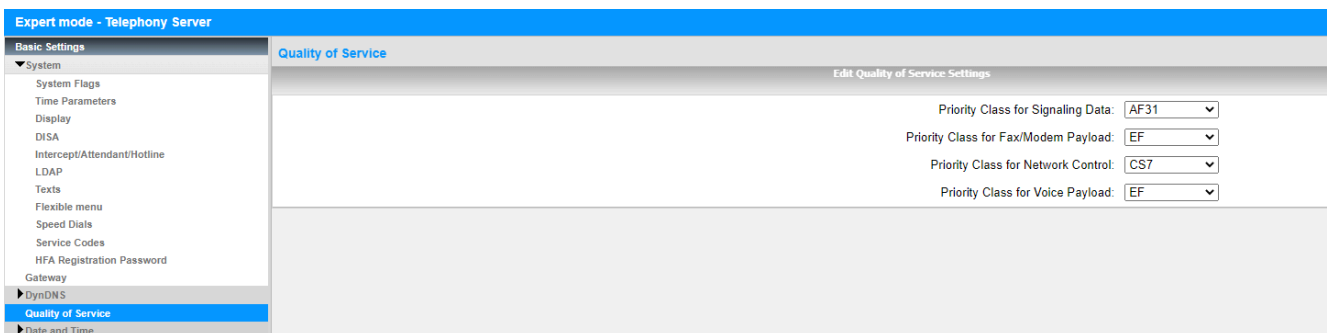 Expert mode - Telephony Server
Basic Settings
System
System Flags
Time Parameters
Display
DISA
Intercept/Attendant/Hotline
LDAP
Texts
Flexible menu
Speed Dials
Service Codes
HFA Registration Password
Gateway
DynDNS
Quality of Service
Date and Time
Quality of Service
Edit Quality of Service Settings
Priority Class for Signaling Data: AF31
Priority Class for Fax/Modem Payload: EF
Priority Class for Network Control: CS7
Priority Class for Voice Payload: EF